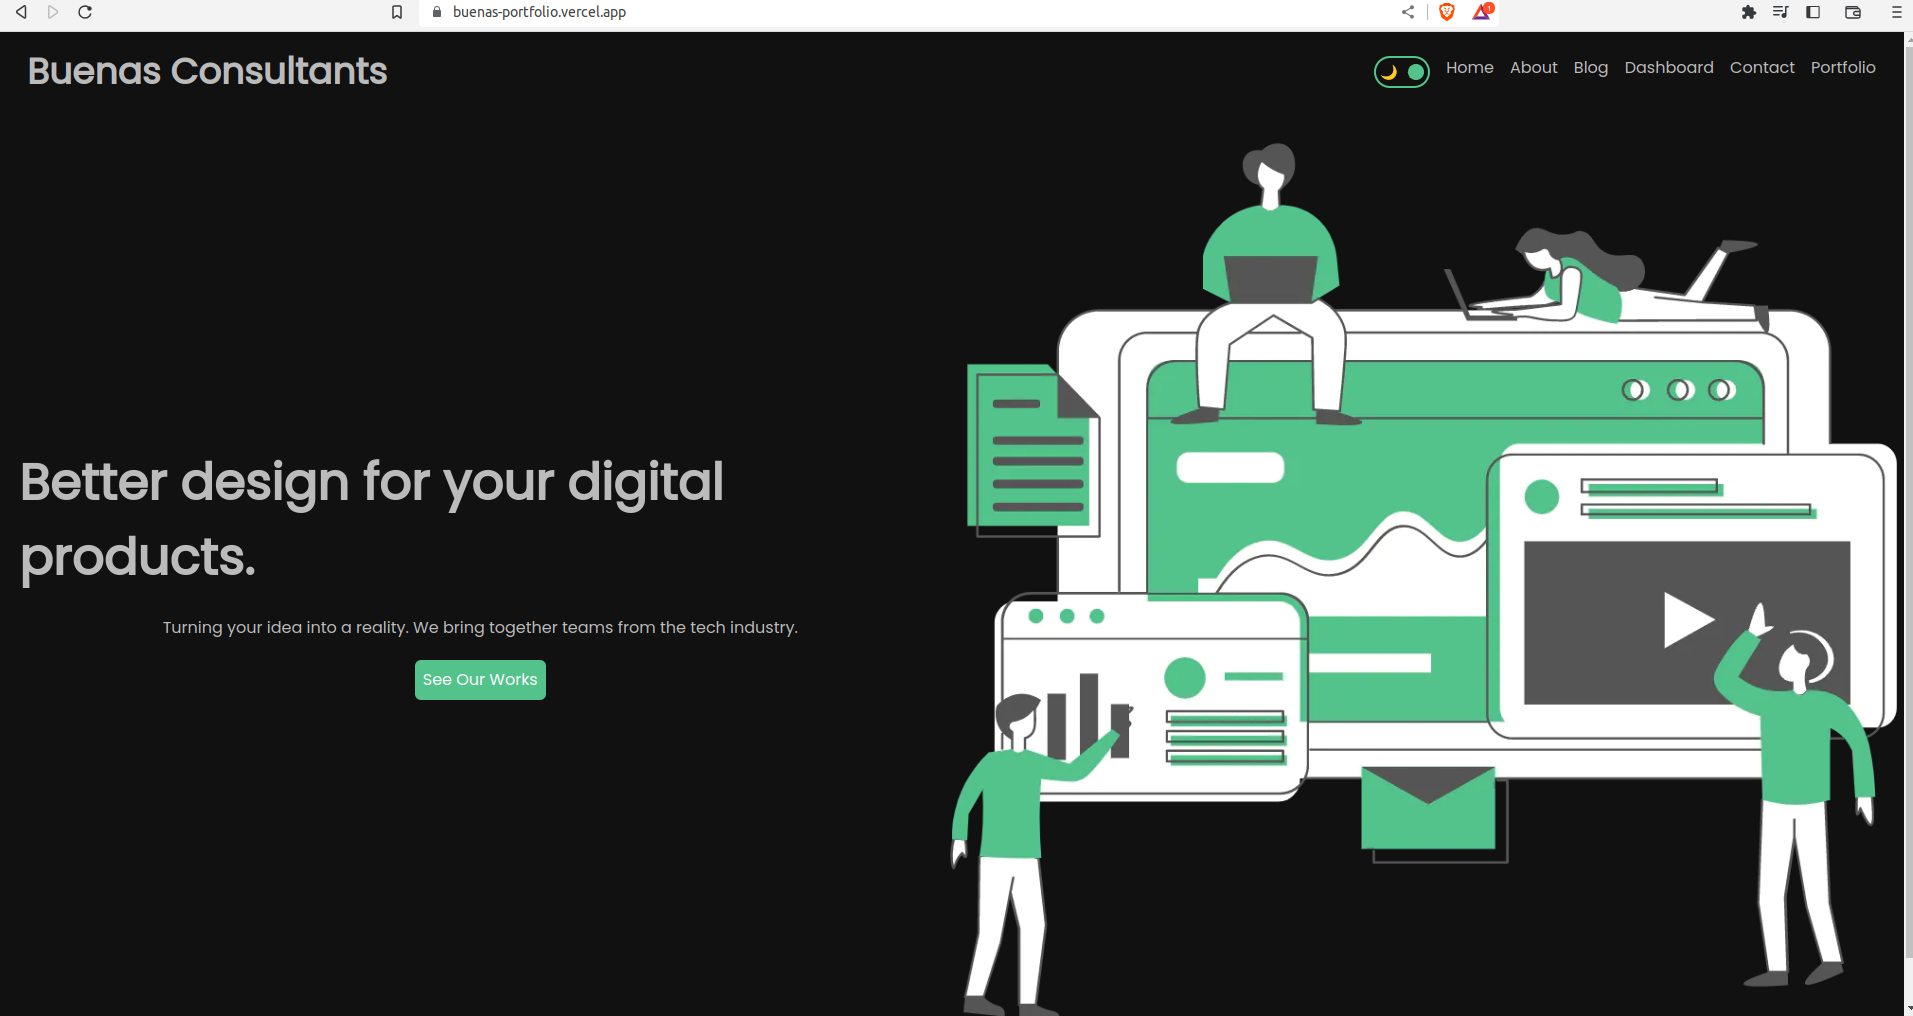 buenas-portfolio.vercel.app
1
Buenas Consultants
Home About Blog Dashboard Contact Portfolio
Better design for your digital
products.
Turning your idea into a reality. We bring together teams from the tech industry.
See Our Works